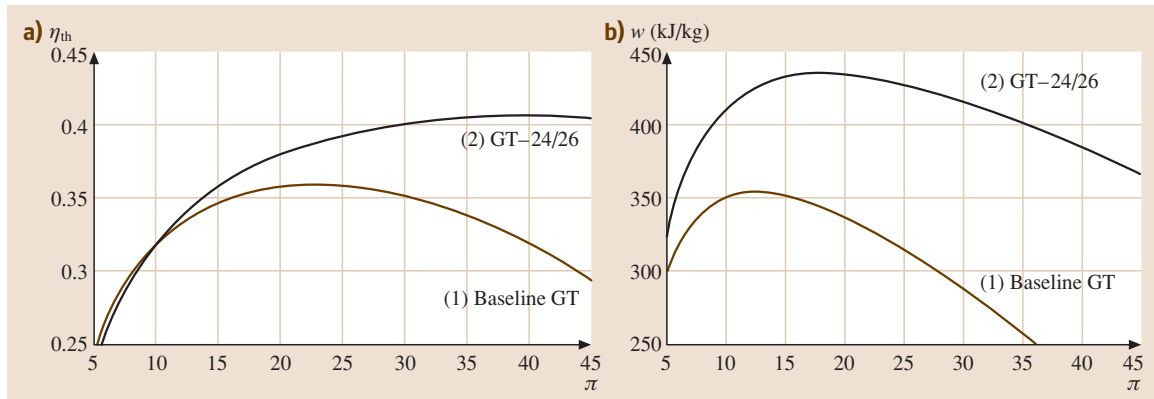 a) ηth
0.45
0.4
0.35
0.3
0.25
5 10 15 20 25 30 35 40 45
π
(2) GT–24/26
(1) Baseline GT
b) w (kJ/kg)
450
400
350
300
250
5 10 15 20 25 30 35 40 45
π
(2) GT–24/26
(1) Baseline GT